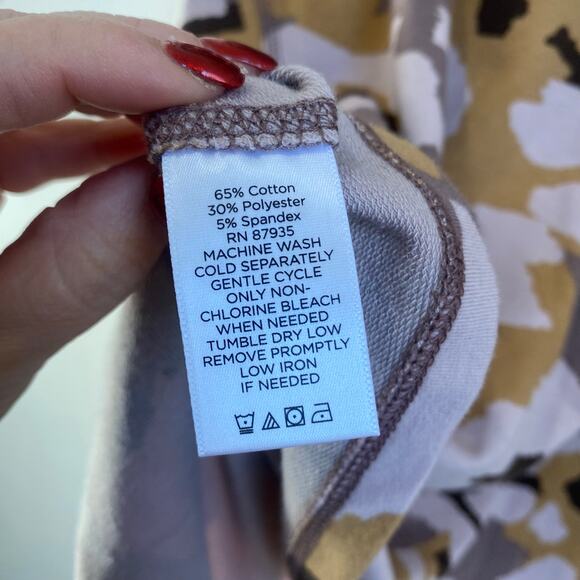 65% Cotton
30% Polyester
5% Spandex
RN 87935
MACHINE WASH
COLD SEPARATELY
GENTLE CYCLE
ONLY NON-
CHLORINE BLEACH
WHEN NEEDED
TUMBLE DRY LOW
REMOVE PROMPTLY
LOW IRON
IF NEEDED